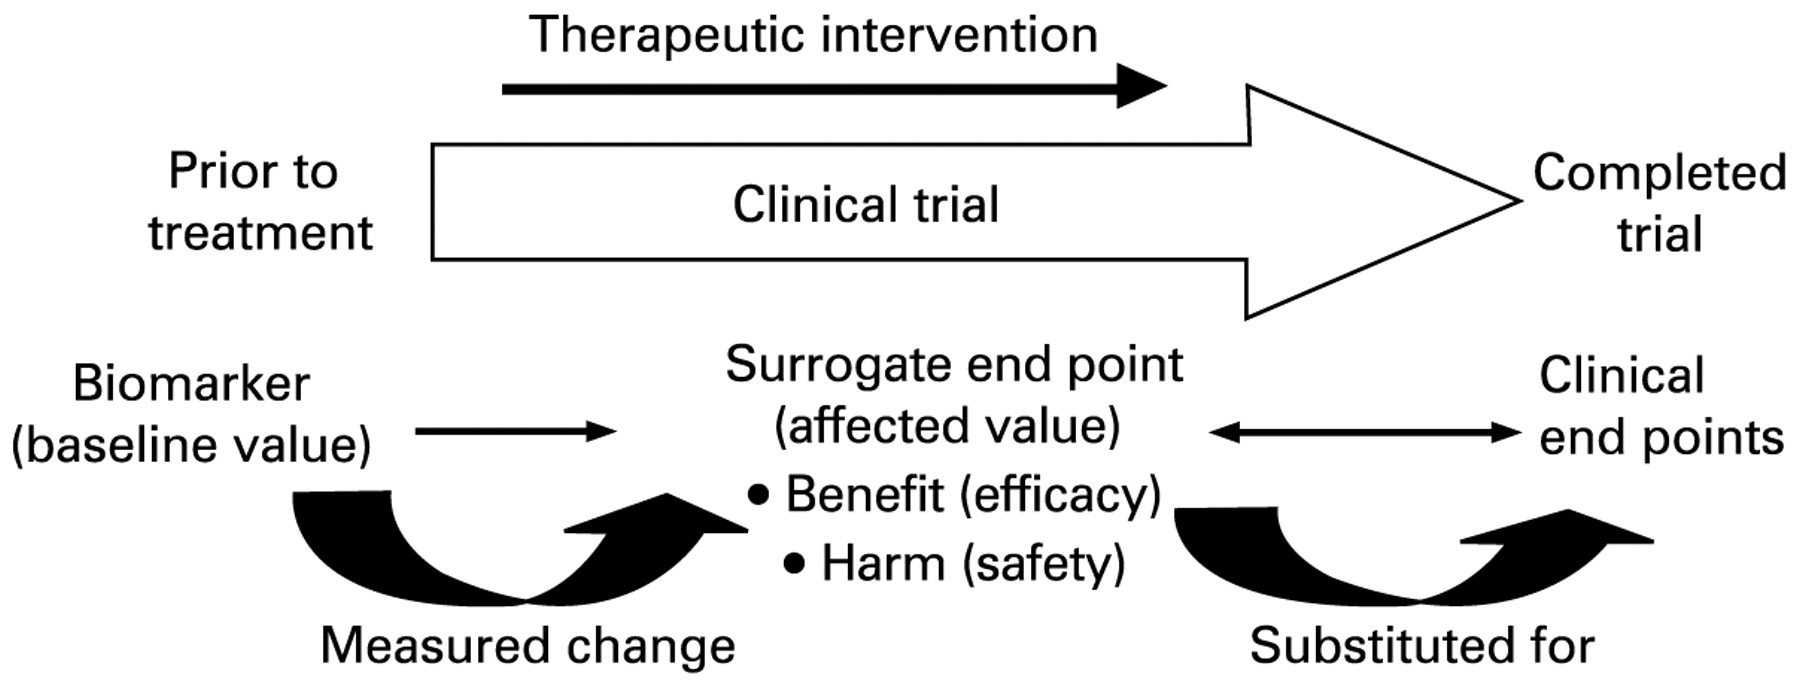 Therapeutic intervention
Prior to
treatment
Clinical trial
Completed
trial
Biomarker
(baseline value)
Surrogate end point
(affected value)
• Benefit (efficacy)
• Harm (safety)
Clinical
end points
Measured change
Substituted for